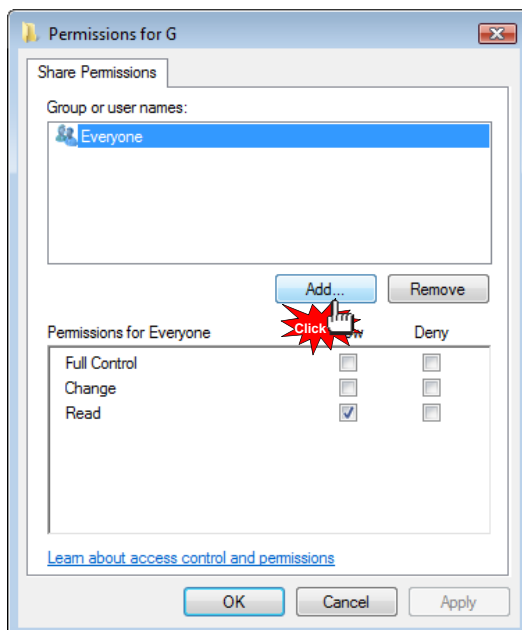 Permissions for G
Share Permissions
Group or user names:
Everyone
Add... Remove
Click
Permissions for Everyone Deny
Full Control
Change
Read
Learn about access control and permissions
OK Cancel Apply